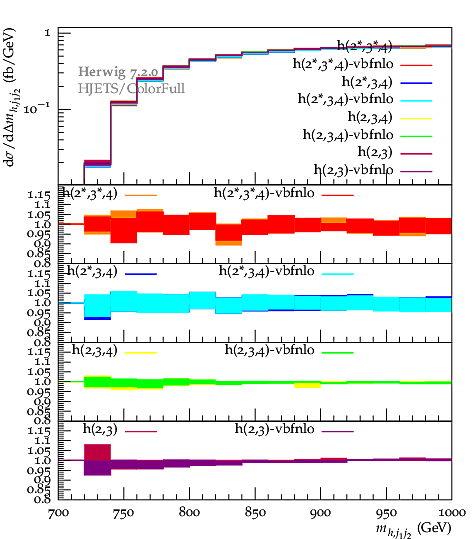 1
h(2*,3*,4)
h(2*,3*,4)-vbfnlo
Herwig 7.2.0
h(2*,3,4)
HJETS/ColorFull
h(2*,3,4)-vbfnlo
10⁻¹
h(2,3,4)
h(2,3,4)-vbfnlo
h(2,3)
h(2,3)-vbfnlo
dσ/dΔm_{h,j₁j₂} (fb/GeV)
h(2*,3*,4) h(2*,3*,4)-vbfnlo
1.15
1.1
1.05
1.0
0.95
0.9
0.85
0.8
h(2*,3,4) h(2*,3,4)-vbfnlo
1.15
1.1
1.05
1.0
0.95
0.9
0.85
0.8
h(2,3,4) h(2,3,4)-vbfnlo
1.15
1.1
1.05
1.0
0.95
0.9
0.85
0.8
h(2,3) h(2,3)-vbfnlo
1.15
1.1
1.05
1.0
0.95
0.9
0.85
0.8
700 750 800 850 900 950 1000
m_{h,j₁j₂}